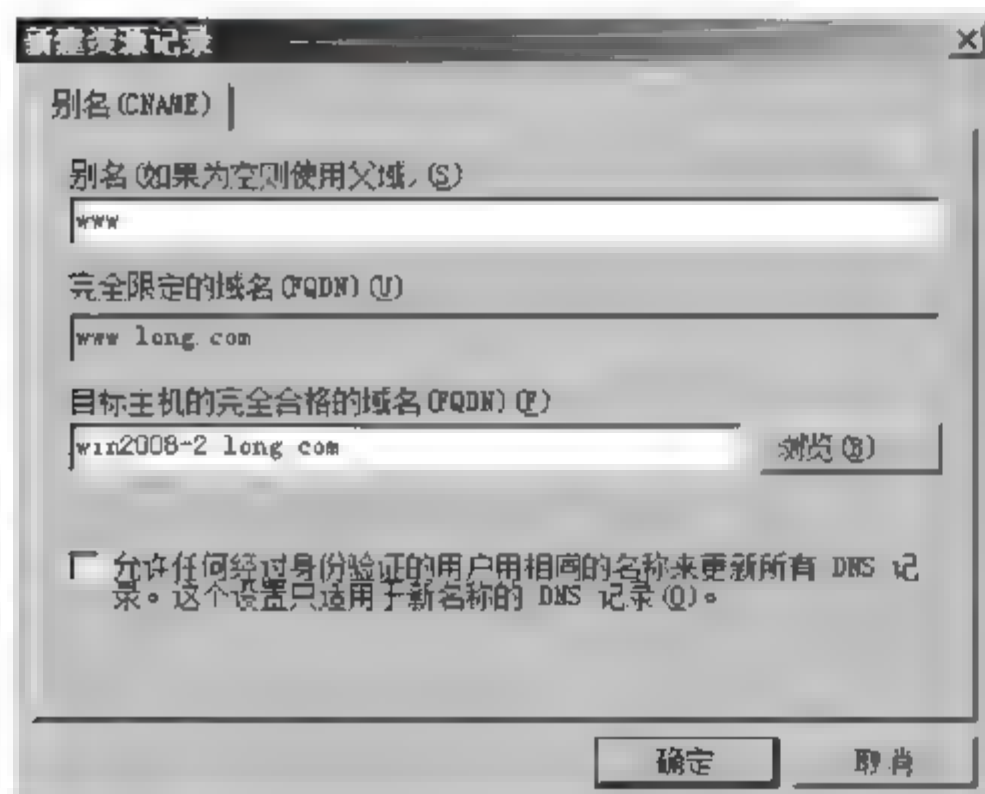 新建资源记录
别名(CNAME)
别名(如果为空则使用父域)(S)
www
完全限定的域名(FQDN)(U)
www.long.com
目标主机的完全合格的域名(FQDN)(F)
win2008-2.long.com
浏览(B)
允许任何经过身份验证的用户用相同的名称来更新所有 DNS 记
录。这个设置只适用于新名称的 DNS 记录(O)。
确定 取消